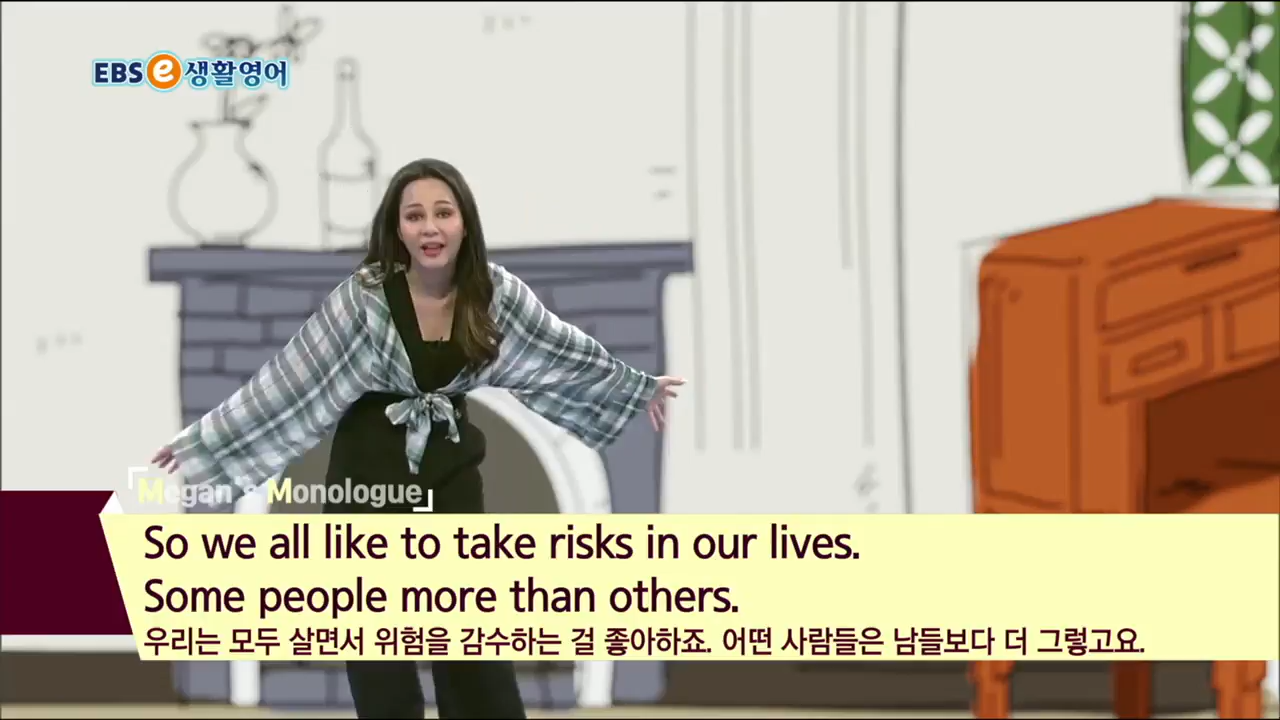 EBS e 생활영어
Megan's Monologue
So we all like to take risks in our lives.
Some people more than others.
우리는 모두 살면서 위험을 감수하는 걸 좋아하죠. 어떤 사람들은 남들보다 더 그렇고요.